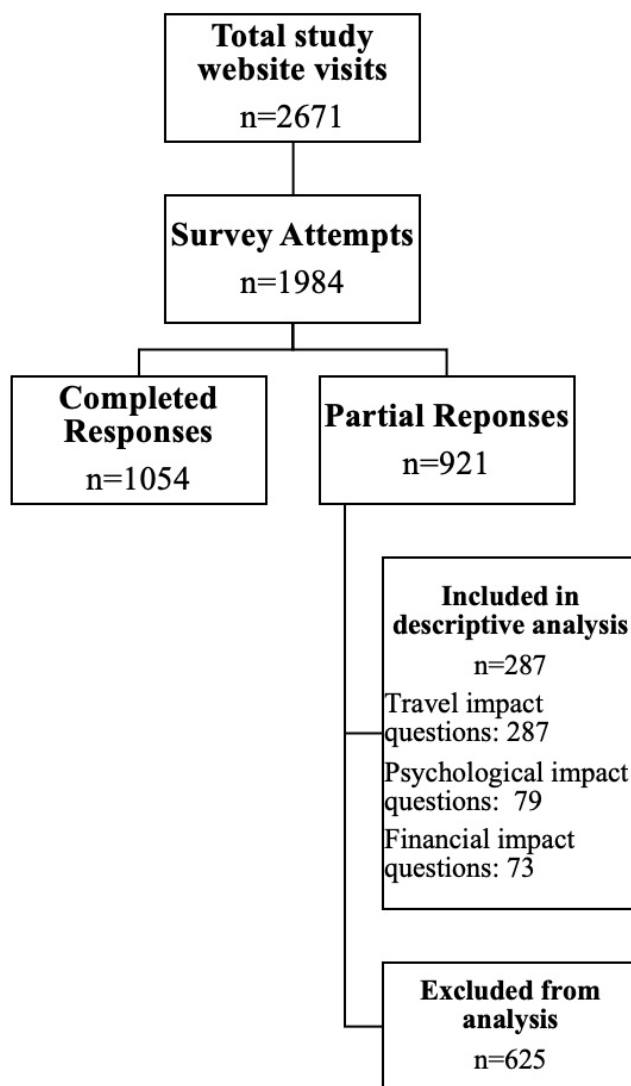 Total study
website visits
n=2671
Survey Attempts
n=1984
Completed
Responses
n=1054
Partial Reponses
n=921
Included in
descriptive analysis
n=287
Travel impact
questions: 287
Psychological impact
questions:  79
Financial impact
questions: 73
Excluded from
analysis
n=625